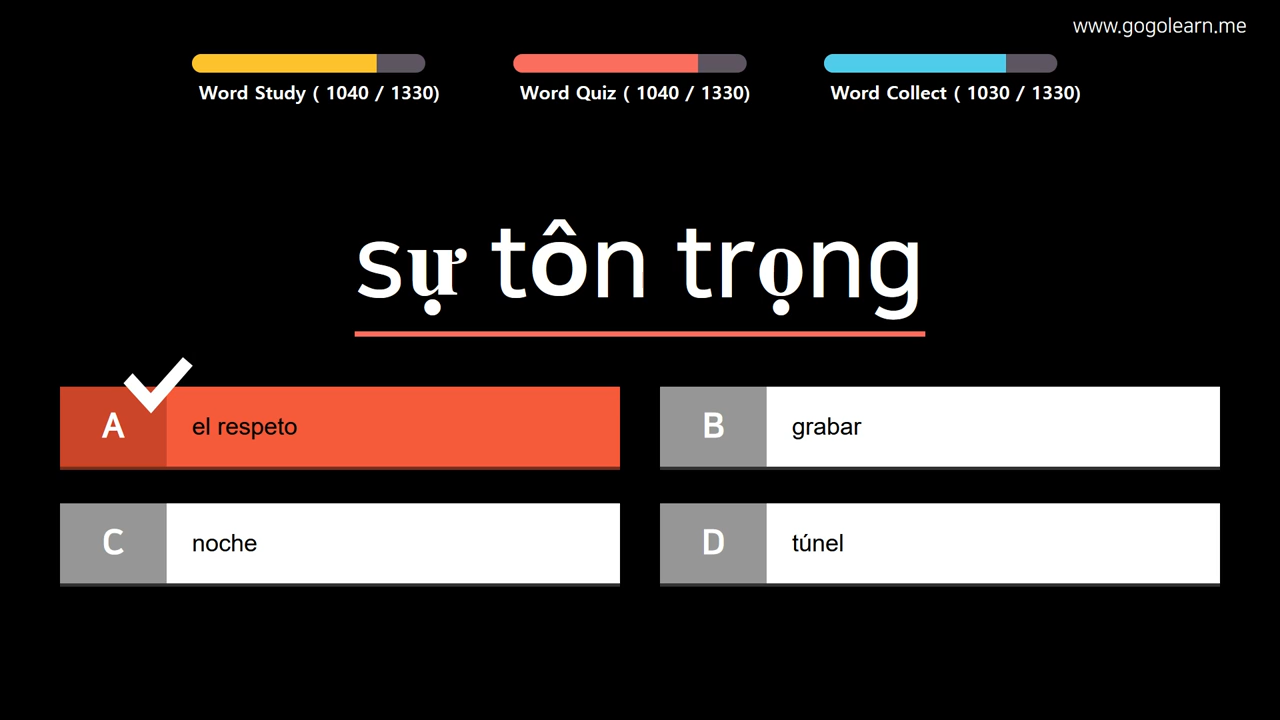 www.gogolearn.me
Word Study ( 1040 / 1330)
Word Quiz ( 1040 / 1330)
Word Collect ( 1030 / 1330)
sự tôn trọng
A el respeto
B grabar
C noche
D túnel